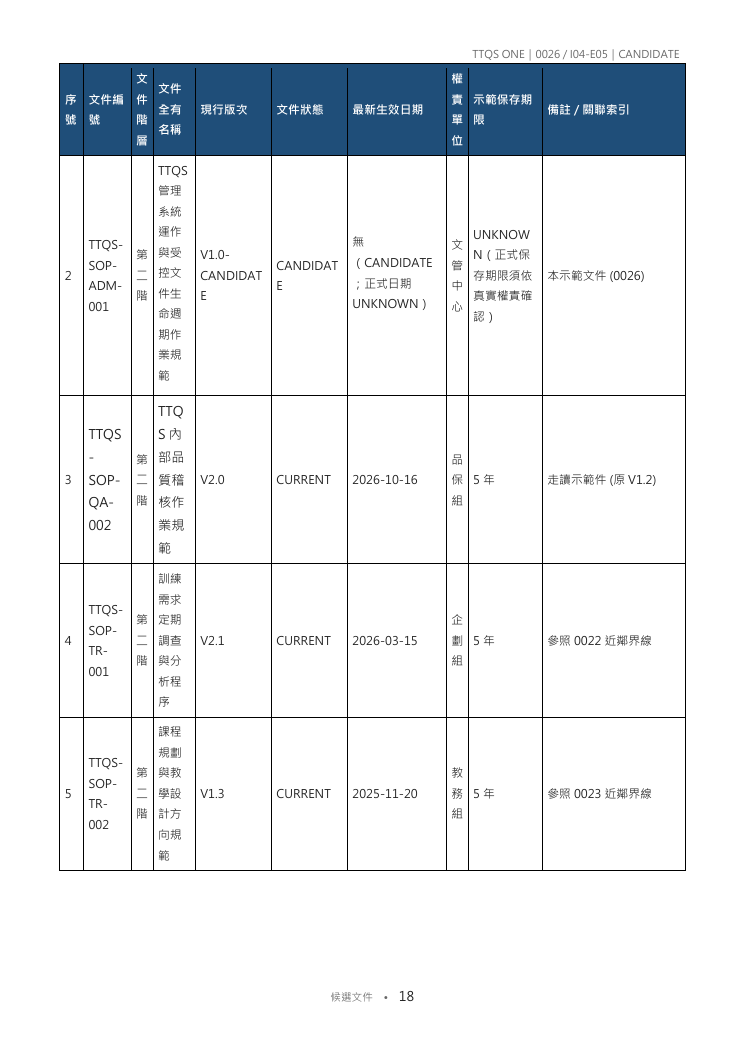 TTQS ONE | 0026 / I04-E05 | CANDIDATE
序
號
文件編
號
文
件
階
層
文件
全有
名稱
現行版次
文件狀態
最新生效日期
權
責
單
位
示範保存期
限
備註 / 關聯索引
2
TTQS-
SOP-
ADM-
001
第
二
階
TTQS
管理
系統
運作
與受
控文
件生
命週
期作
業規
範
V1.0-
CANDIDAT
E
CANDIDAT
E
無
（CANDIDATE
；正式日期
UNKNOWN）
文
管
中
心
UNKNOW
N（正式保
存期限須依
真實權責確
認）
本示範文件 (0026)
3
TTQS
-
SOP-
QA-
002
第
二
階
TTQ
S 內
部品
質稽
核作
業規
範
V2.0
CURRENT
2026-10-16
品
保
組
5 年
走讀示範件 (原 V1.2)
4
TTQS-
SOP-
TR-
001
第
二
階
訓練
需求
定期
調查
與分
析程
序
V2.1
CURRENT
2026-03-15
企
劃
組
5 年
參照 0022 近鄰界線
5
TTQS-
SOP-
TR-
002
第
二
階
課程
規劃
與教
學設
計方
向規
範
V1.3
CURRENT
2025-11-20
教
務
組
5 年
參照 0023 近鄰界線
候選文件 • 18